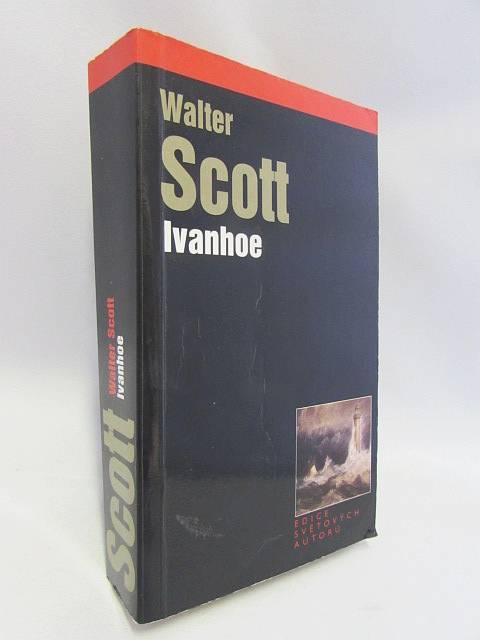 Walter
Scott
Ivanhoe
EDICE
SVĚTOVÝCH
AUTORŮ
Scott
Walter Scott
Ivanhoe